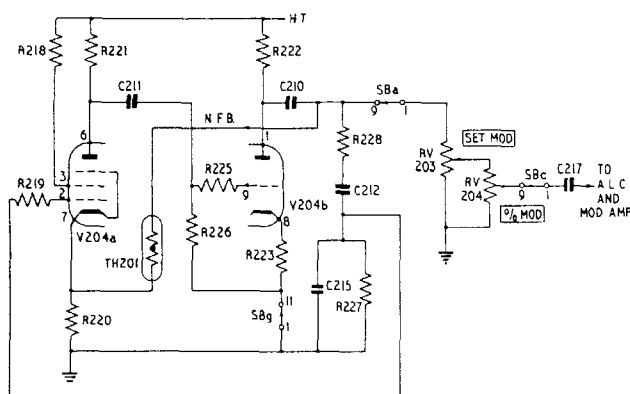 HT
R218
R221
R222
C211
C210
SBa
9
1
N.F.B.
6
1
R228
SET MOD
RV
203
R225
3
2
9
C212
R219
RV
204
SBc
9
1
C217
TO
A L C
AND
MOD AMP
% MOD
7
V204a
V204b
8
R226
TH201
R223
C215
R227
11
SBg
1
R220